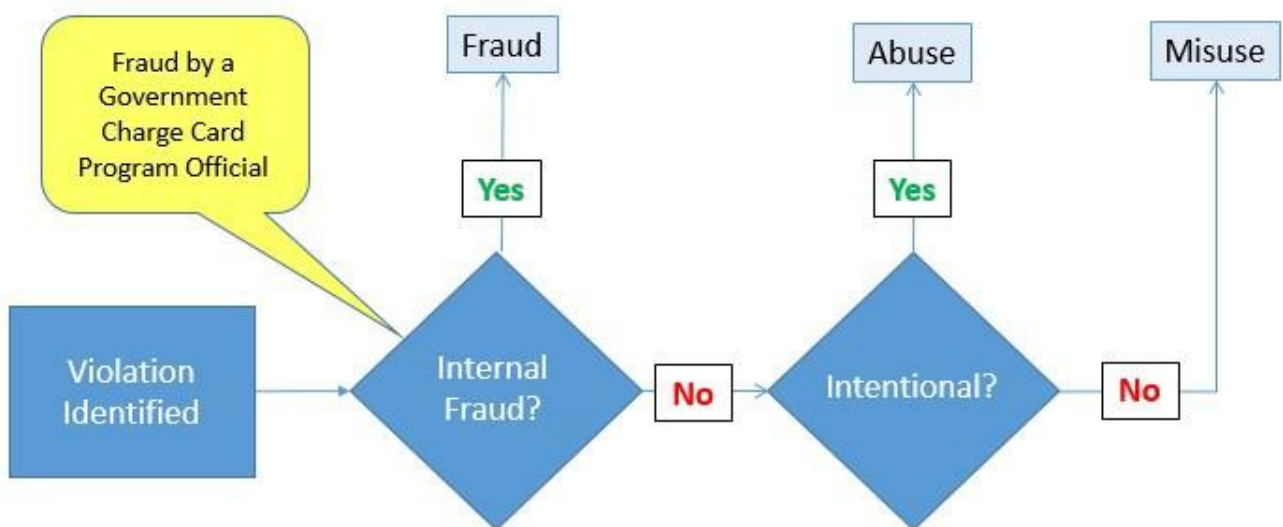 Fraud by a
Government
Charge Card
Program Official
Fraud
Abuse
Misuse
Yes
Yes
Violation
Identified
Internal
Fraud?
No
Intentional?
No